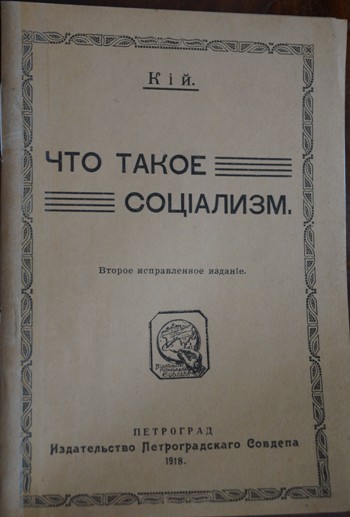 Кій.
ЧТО ТАКОЕ
СОЦІАЛИЗМ.
Второе исправленное изданіе.
ПЕТРОГРАД
Издательство Петроградскаго Совдепа
1918.